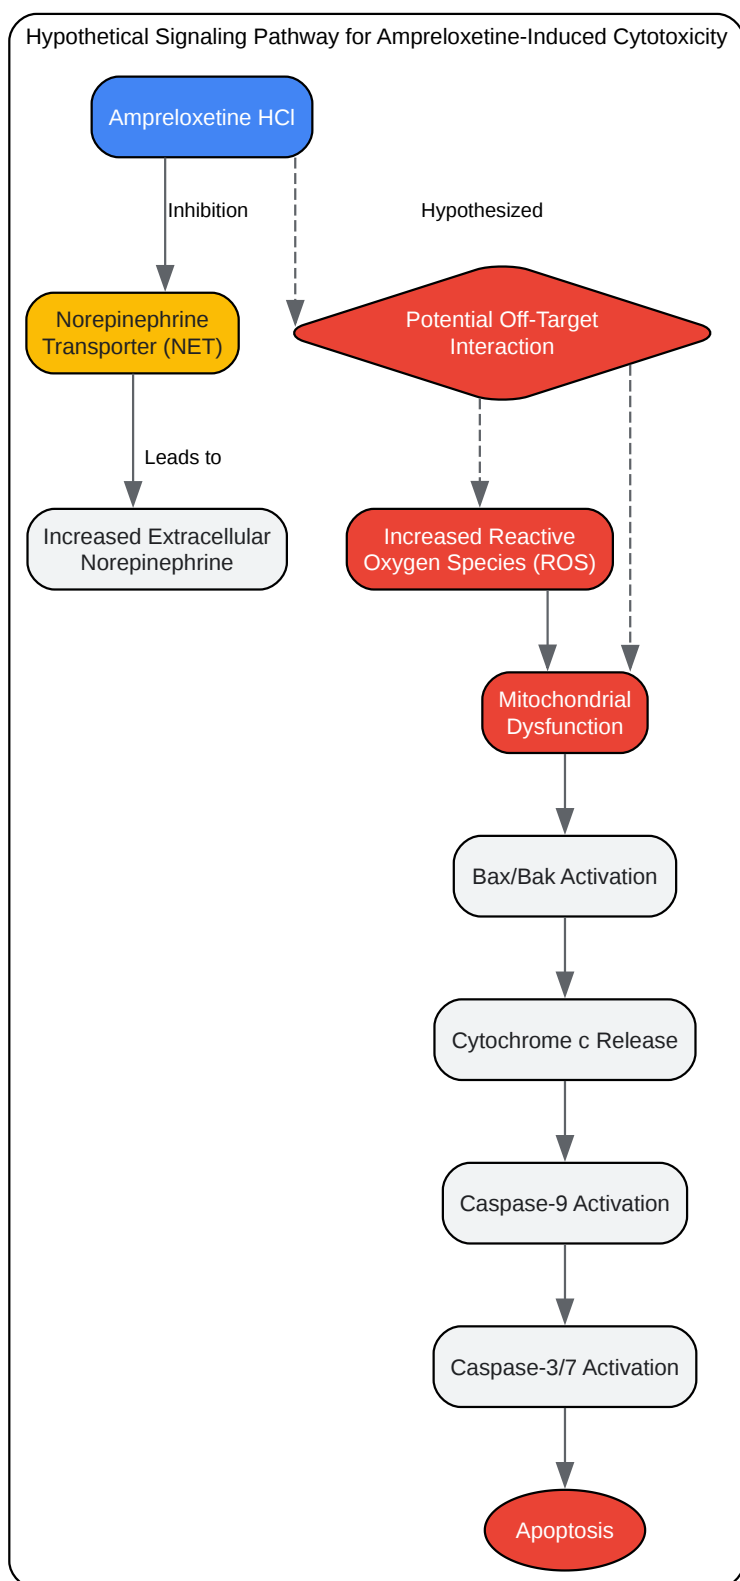 Hypothetical Signaling Pathway for Ampreloxetine-Induced Cytotoxicity
Ampreloxetine HCl
Inhibition
Hypothesized
Norepinephrine
Transporter (NET)
Potential Off-Target
Interaction
Leads to
Increased Extracellular
Norepinephrine
Increased Reactive
Oxygen Species (ROS)
Mitochondrial
Dysfunction
Bax/Bak Activation
Cytochrome c Release
Caspase-9 Activation
Caspase-3/7 Activation
Apoptosis